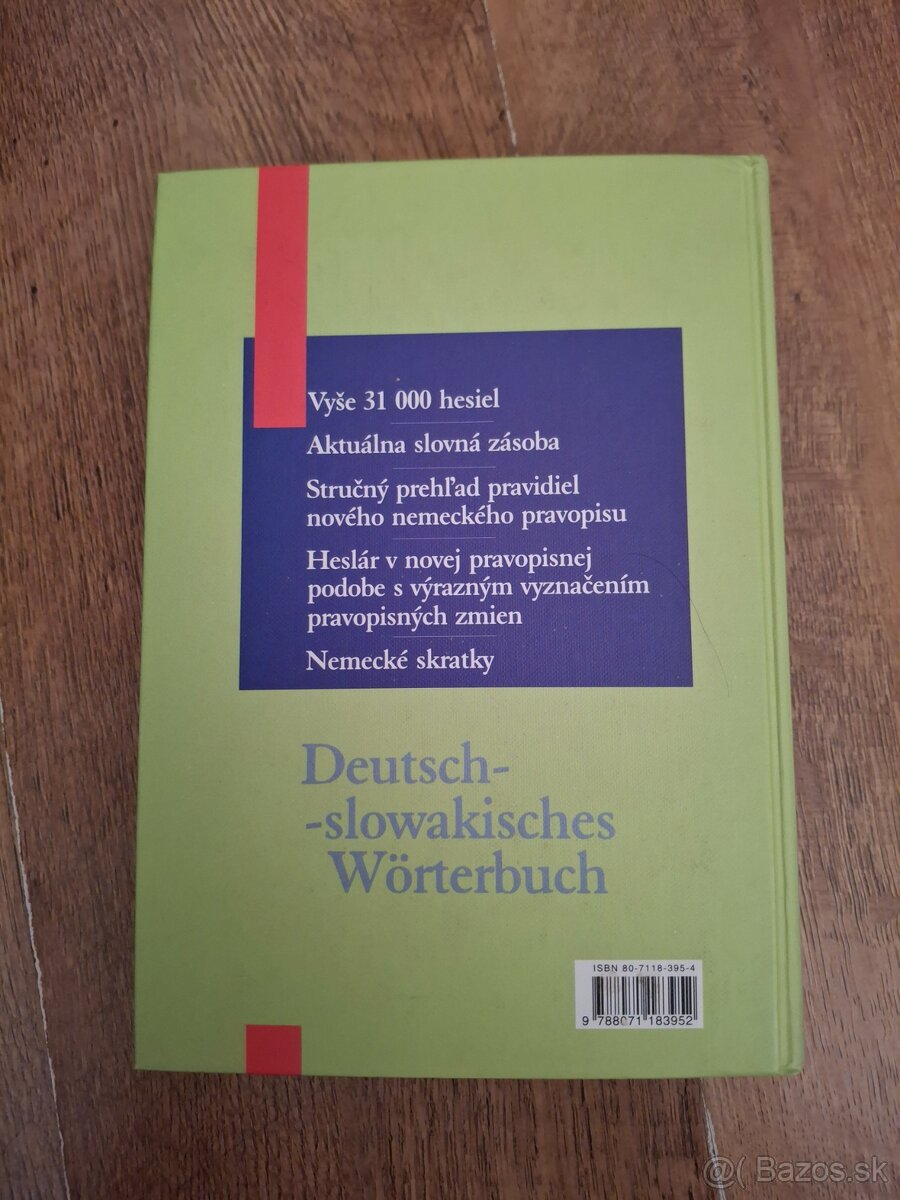 Vyše 31 000 hesiel
Aktuálna slovná zásoba
Stručný prehľad pravidiel
nového nemeckého pravopisu
Heslár v novej pravopisnej
podobe s výrazným vyznačením
pravopisných zmien
Nemecké skratky
Deutsch-
-slowakisches
Wörterbuch
ISBN 80-7118-395-4
9 788071 183952
@( Bazos.sk